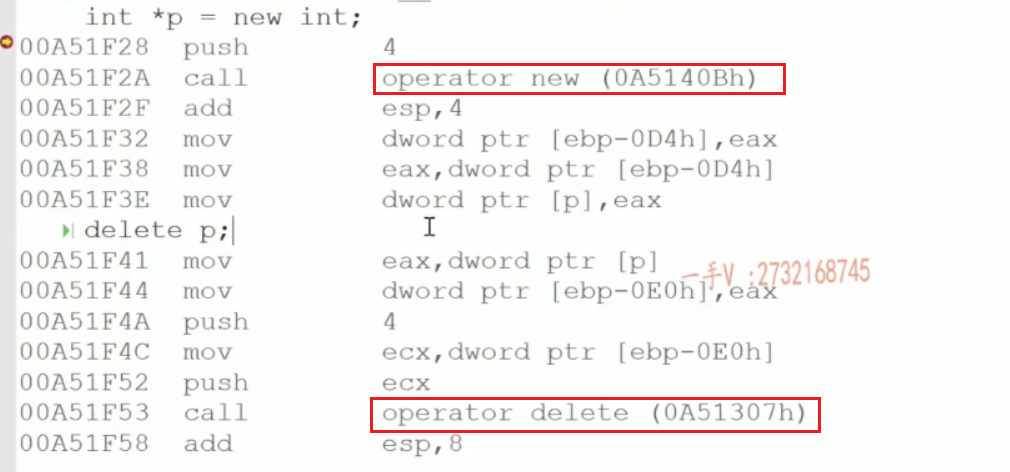 int *p = new int;
00A51F28 push 4
00A51F2A call operator new (0A5140Bh)
00A51F2F add esp,4
00A51F32 mov dword ptr [ebp-0D4h],eax
00A51F38 mov eax,dword ptr [ebp-0D4h]
00A51F3E mov dword ptr [p],eax
delete p;
00A51F41 mov eax,dword ptr [p]
00A51F44 mov dword ptr [ebp-0E0h],eax
一手V :2732168745
00A51F4A push 4
00A51F4C mov ecx,dword ptr [ebp-0E0h]
00A51F52 push ecx
00A51F53 call operator delete (0A51307h)
00A51F58 add esp,8